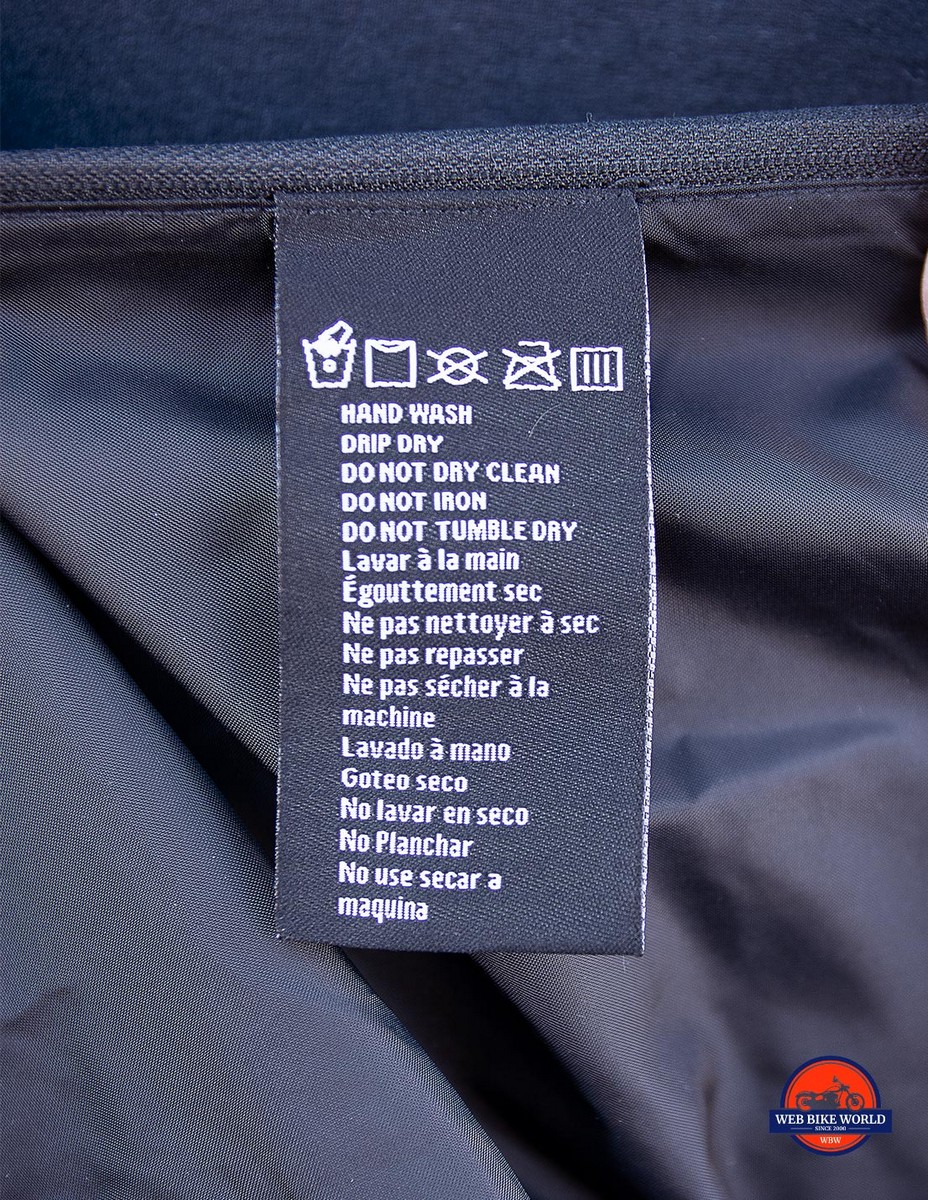 HAND WASH
DRIP DRY
DO NOT DRY CLEAN
DO NOT IRON
DO NOT TUMBLE DRY
Lavar à la main
Égouttement sec
Ne pas nettoyer à sec
Ne pas repasser
Ne pas sécher à la
machine
Lavado à mano
Goteo seco
No lavar en seco
No Planchar
No use secar a
maquina
WEB BIKE WORLD
SINCE 2000
WBW